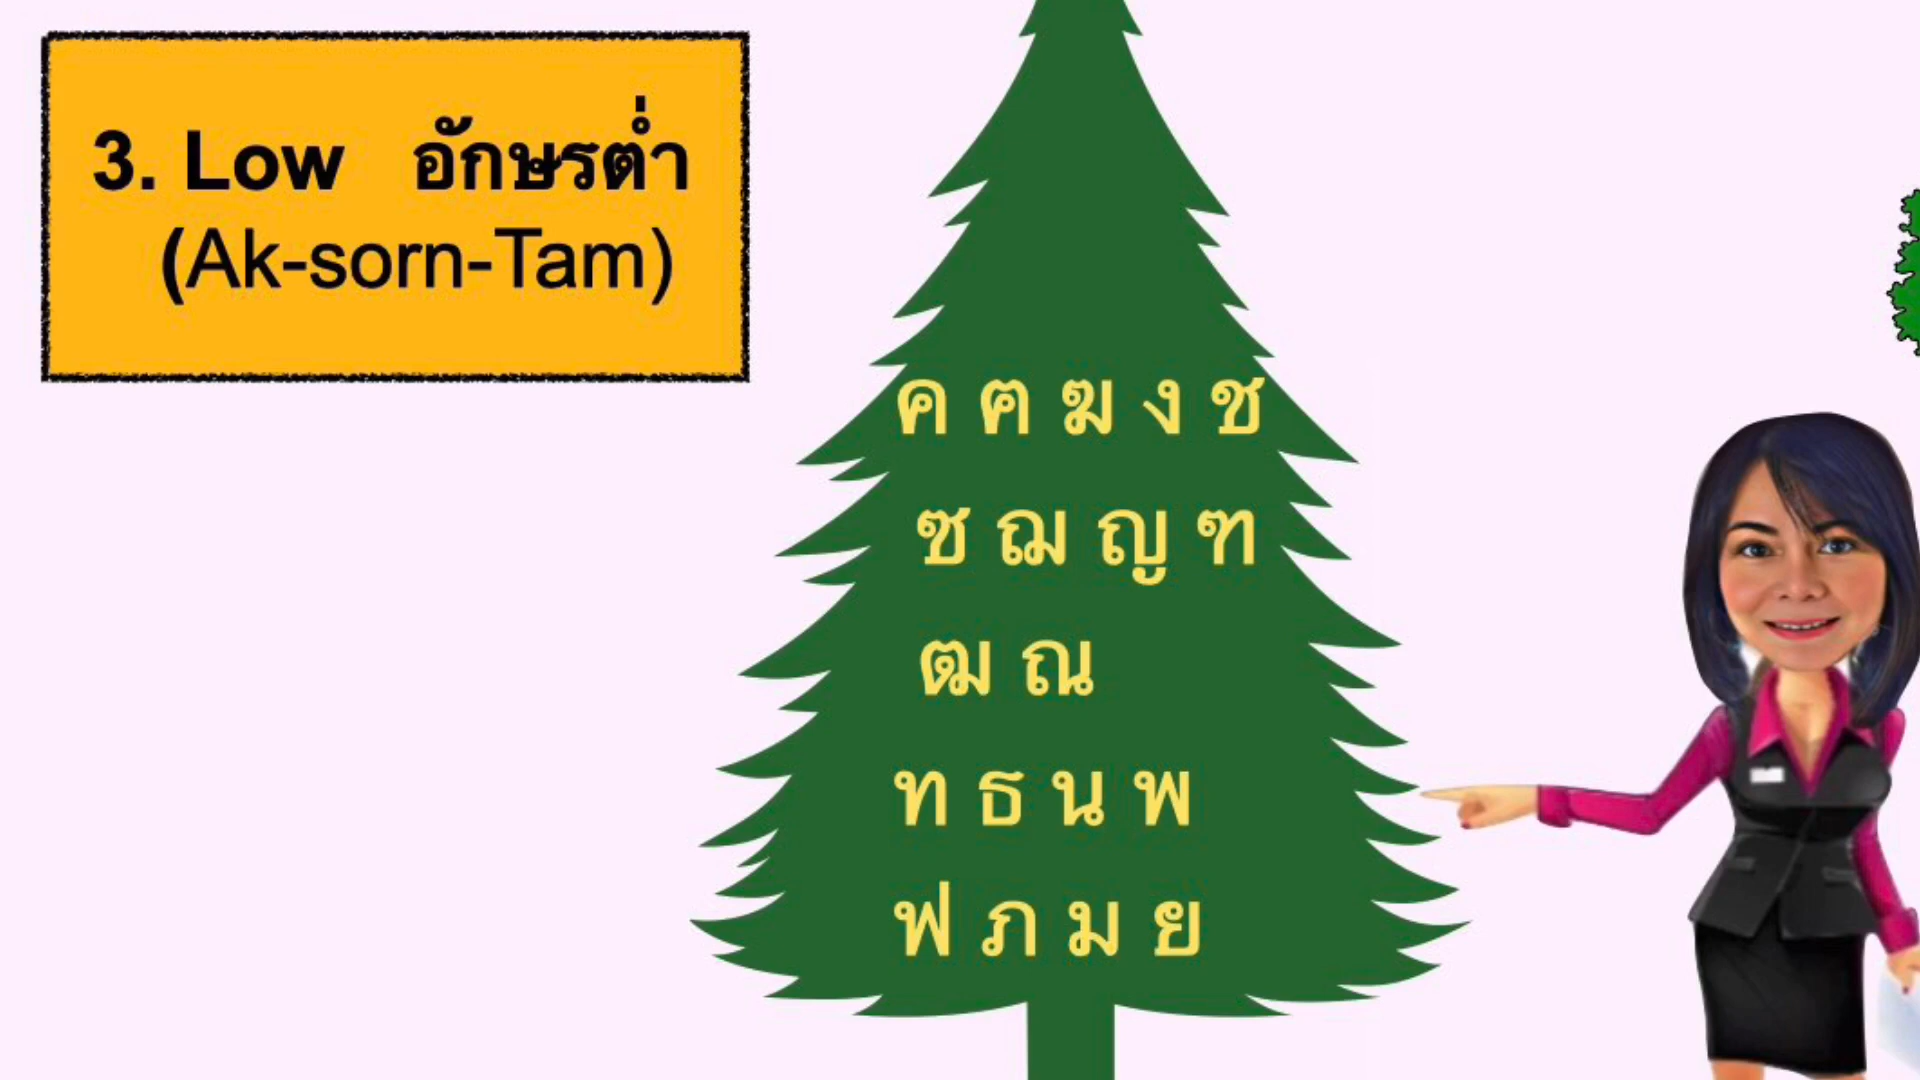 3. Low อักษรต่ำ
(Ak-sorn-Tam)
ค ฅ ฆ ง ช
ซ ฌ ญ ฑ
ฒ ณ
ท ธ น พ
ฟ ภ ม ย